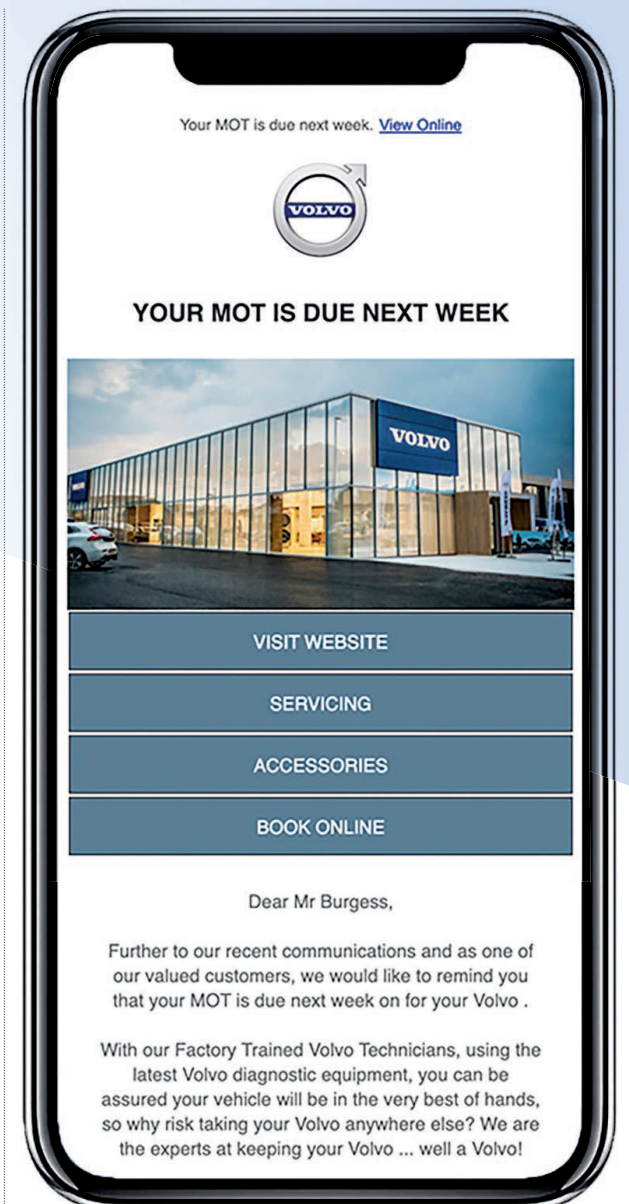 Your MOT is due next week. View Online
VOLVO
YOUR MOT IS DUE NEXT WEEK
VOLVO
VISIT WEBSITE
SERVICING
ACCESSORIES
BOOK ONLINE
Dear Mr Burgess,
Further to our recent communications and as one of
our valued customers, we would like to remind you
that your MOT is due next week on for your Volvo .
With our Factory Trained Volvo Technicians, using the
latest Volvo diagnostic equipment, you can be
assured your vehicle will be in the very best of hands,
so why risk taking your Volvo anywhere else? We are
the experts at keeping your Volvo ... well a Volvo!